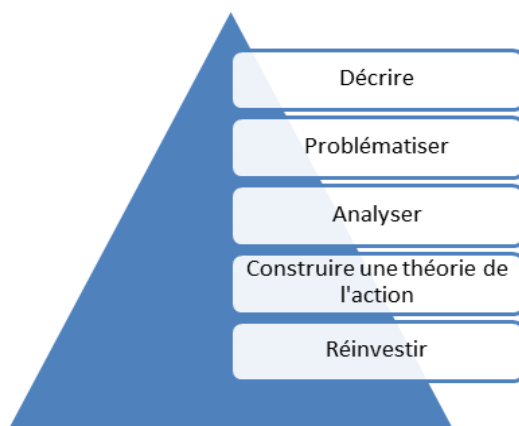 Décrire
Problématiser
Analyser
Construire une théorie de
l'action
Réinvestir